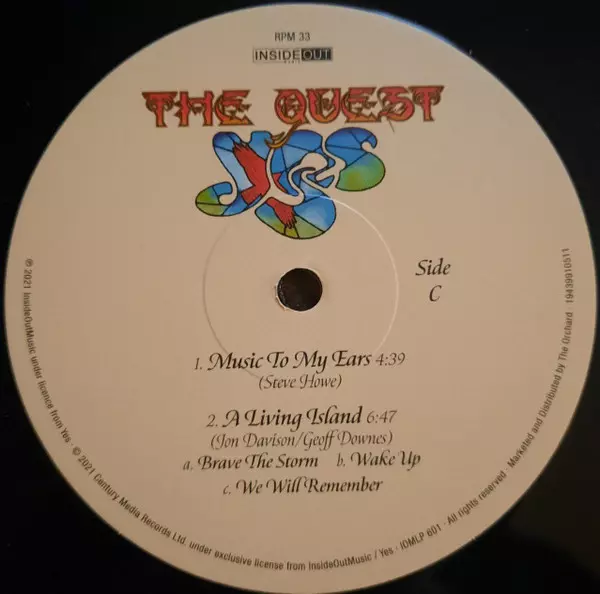 RPM 33
INSIDEOUT
MUSIC
THE QUEST
YES
Side
C
1. Music To My Ears 4:39
(Steve Howe)
2. A Living Island 6:47
(Jon Davison/Geoff Downes)
a. Brave The Storm b. Wake Up
c. We Will Remember
℗ 2021 InsideOutMusic under licence from Yes · © 2021 Century Media Records Ltd. under exclusive license from InsideOutMusic / Yes · IOMLP 601 · All rights reserved · Marketed and Distributed by The Orchard 19439910511